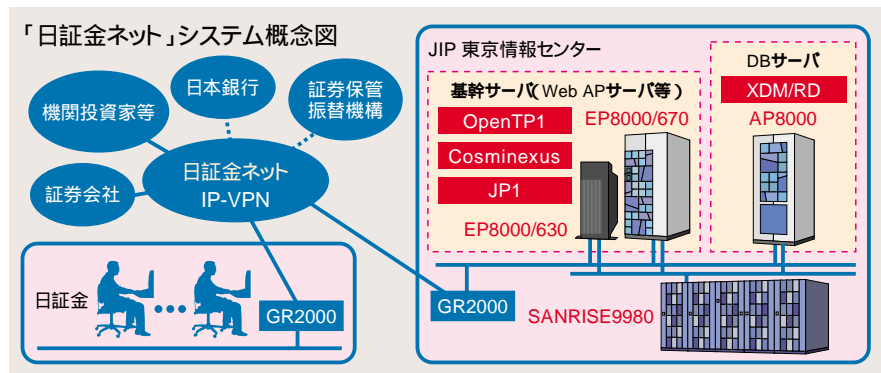 「日証金ネット」システム概念図
日本銀行
機関投資家等
証券保管
振替機構
日証金ネット
IP-VPN
証券会社
日証金
GR2000
JIP 東京情報センター
基幹サーバ(Web APサーバ等)
OpenTP1
EP8000/670
Cosminexus
JP1
EP8000/630
DBサーバ
XDM/RD
AP8000
GR2000
SANRISE9980